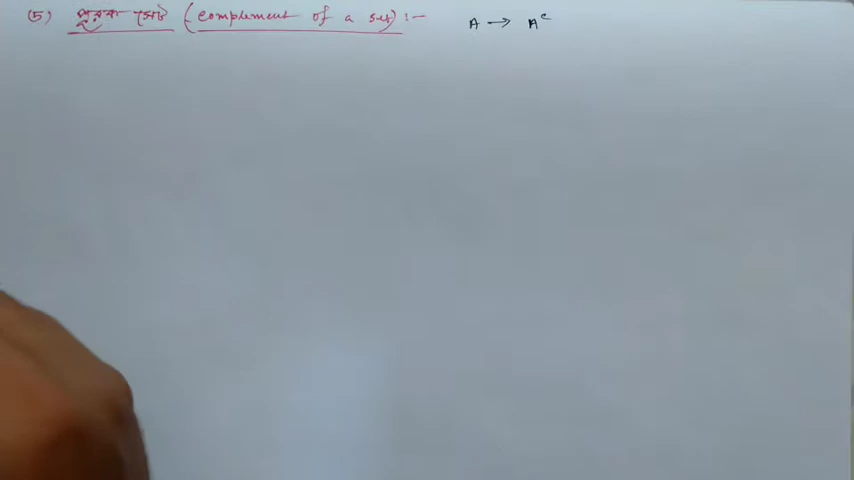 (5) পূরক সেট (complement of a set) :- A → Aᶜ